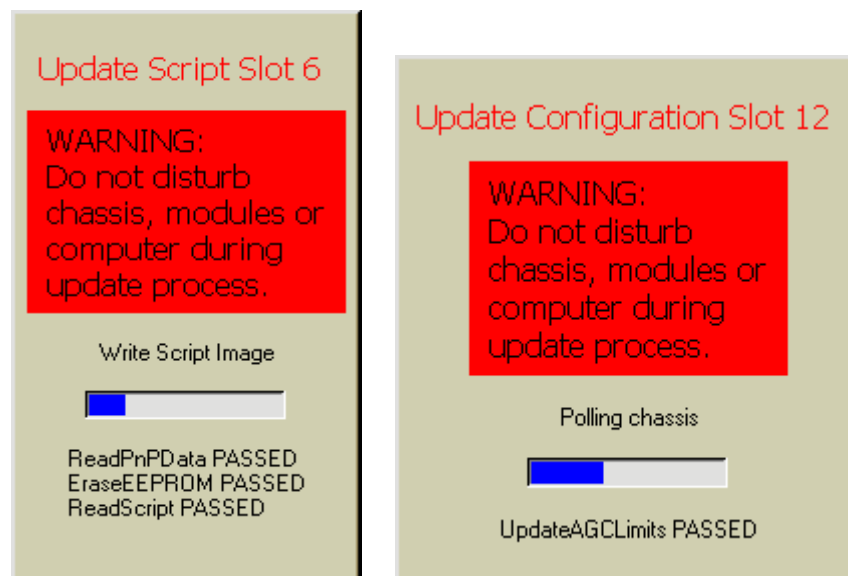 Update Script Slot 6
WARNING:
Do not disturb
chassis, modules or
computer during
update process.
Write Script Image
ReadPnPData PASSED
EraseEEPROM PASSED
ReadScript PASSED
Update Configuration Slot 12
WARNING:
Do not disturb
chassis, modules or
computer during
update process.
Polling chassis
UpdateAGCLimits PASSED